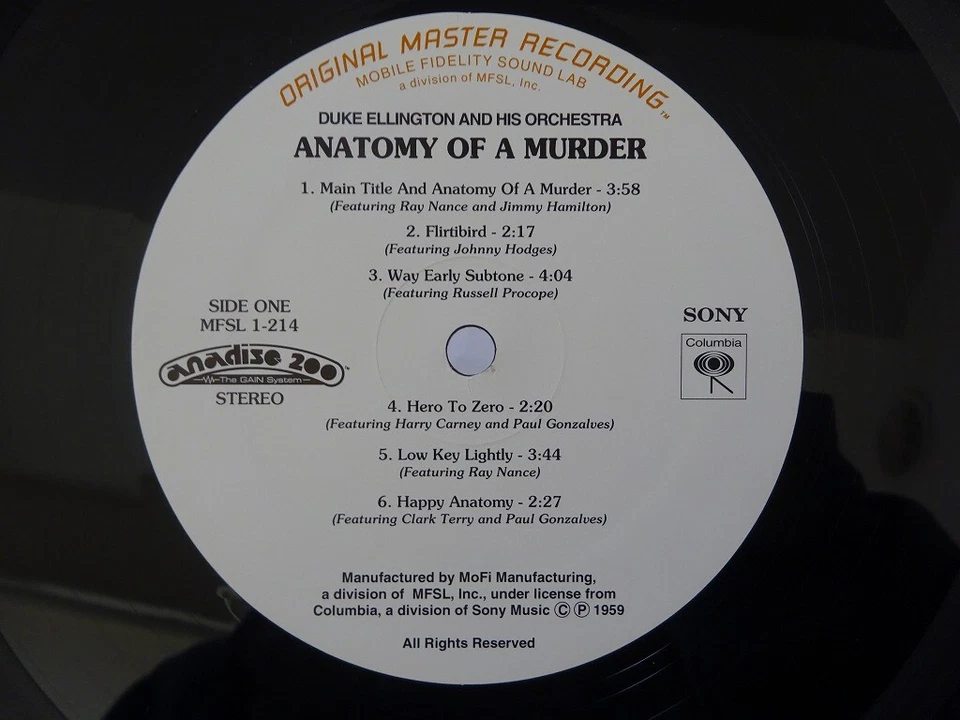 ORIGINAL MASTER RECORDING™
MOBILE FIDELITY SOUND LAB
a division of MFSL, Inc.
DUKE ELLINGTON AND HIS ORCHESTRA
ANATOMY OF A MURDER
1. Main Title And Anatomy Of A Murder - 3:58
(Featuring Ray Nance and Jimmy Hamilton)
2. Flirtibird - 2:17
(Featuring Johnny Hodges)
3. Way Early Subtone - 4:04
(Featuring Russell Procope)
SIDE ONE
MFSL 1-214
anadisc 200™
The GAIN System
STEREO
SONY
Columbia
4. Hero To Zero - 2:20
(Featuring Harry Carney and Paul Gonzalves)
5. Low Key Lightly - 3:44
(Featuring Ray Nance)
6. Happy Anatomy - 2:27
(Featuring Clark Terry and Paul Gonzalves)
Manufactured by MoFi Manufacturing,
a division of MFSL, Inc., under license from
Columbia, a division of Sony Music Ⓒ Ⓟ 1959
All Rights Reserved